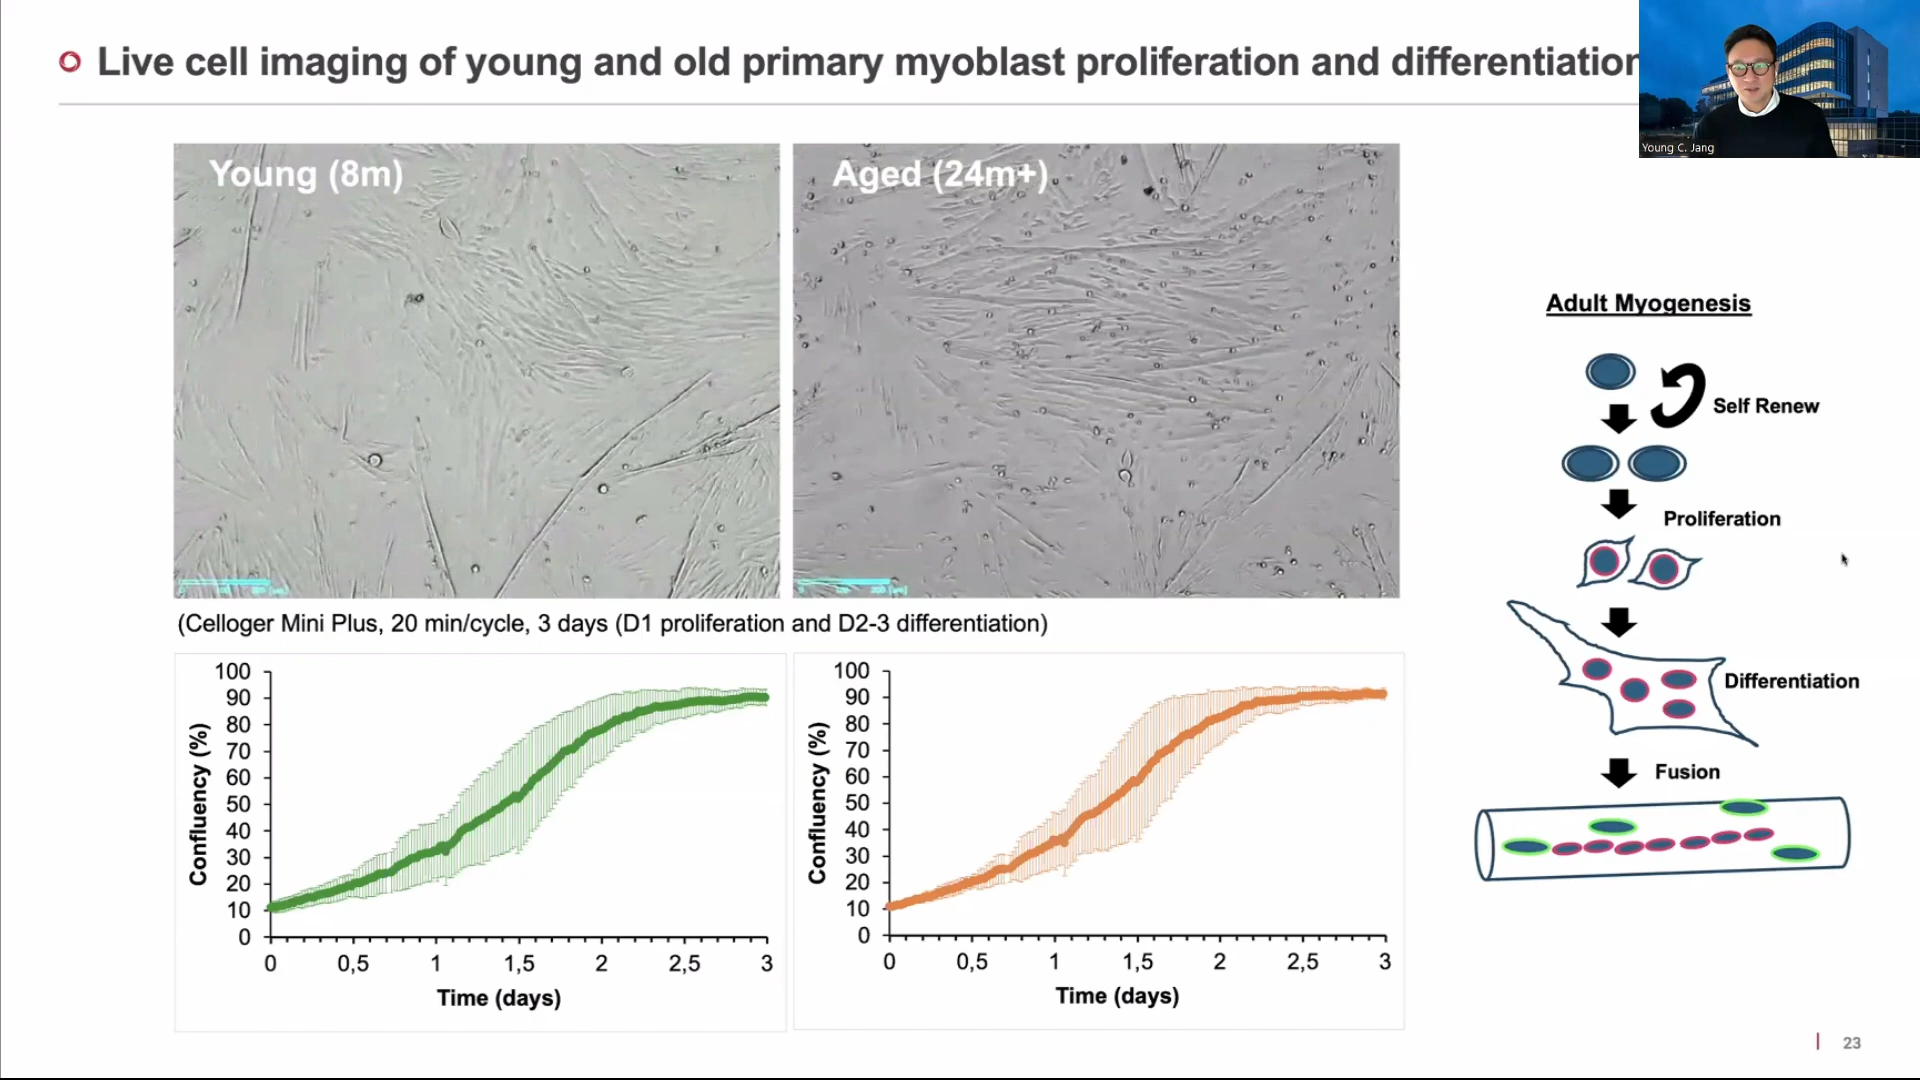 Live cell imaging of young and old primary myoblast proliferation and differentiation
Young C. Jang
Young (8m)
Aged (24m+)
(Celloger Mini Plus, 20 min/cycle, 3 days (D1 proliferation and D2-3 differentiation)
100
90
80
70
60
50
40
30
20
10
0
Confluency (%)
0 0,5 1 1,5 2 2,5 3
Time (days)
100
90
80
70
60
50
40
30
20
10
0
Confluency (%)
0 0,5 1 1,5 2 2,5 3
Time (days)
Adult Myogenesis
Self Renew
Proliferation
Differentiation
Fusion
23